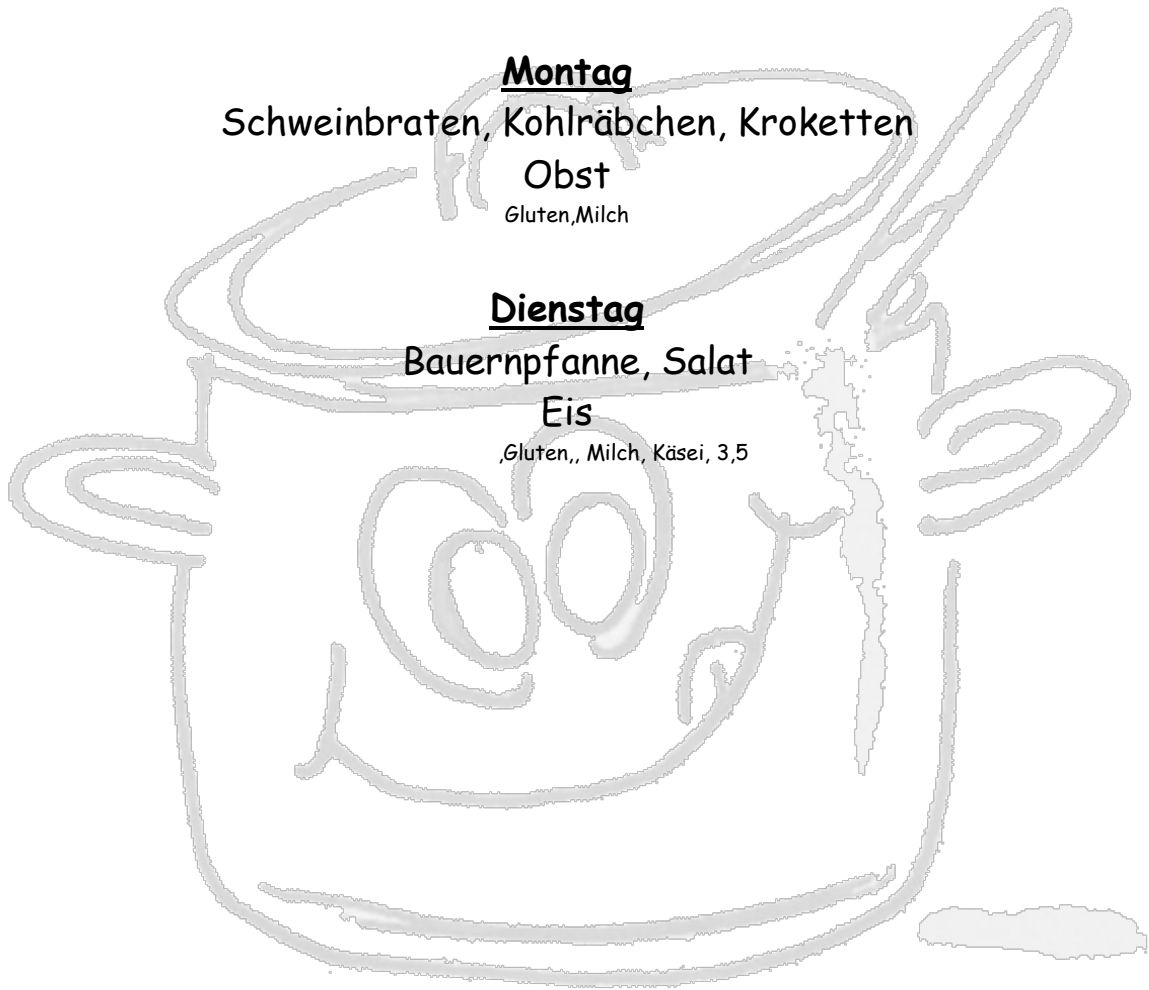 Montag
Schweinbraten, Kohlräbchen, Kroketten
Obst
Gluten,Milch
Dienstag
Bauernpfanne, Salat
Eis
,Gluten,, Milch, Käsei, 3,5